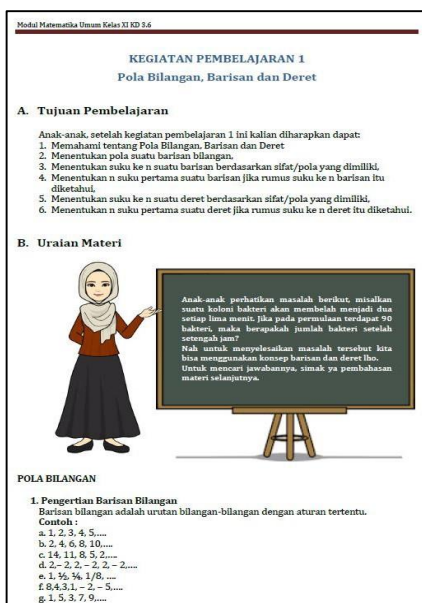 Modul Matematika Umum Kelas XI KD 3.6
KEGIATAN PEMBELAJARAN 1
Pola Bilangan, Barisan dan Deret
A. Tujuan Pembelajaran
Anak-anak, setelah kegiatan pembelajaran 1 ini kalian diharapkan dapat:
1. Memahami tentang Pola Bilangan, Barisan dan Deret
2. Menentukan pola suatu barisan bilangan,
3. Menentukan suku ke n suatu barisan berdasarkan sifat/pola yang dimiliki,
4. Menentukan n suku pertama suatu barisan jika rumus suku ke n barisan itu
diketahui,
5. Menentukan suku ke n suatu deret berdasarkan sifat/pola yang dimiliki,
6. Menentukan n suku pertama suatu deret jika rumus suku ke n deret itu diketahui.
B. Uraian Materi
Anak-anak perhatikan masalah berikut, misalkan
suatu koloni bakteri akan membelah menjadi dua
setiap lima menit. Jika pada permulaan terdapat 90
bakteri, maka berapakah jumlah bakteri setelah
setengah jam?
Nah untuk menyelesaikan masalah tersebut kita
bisa menggunakan konsep barisan dan deret lho.
Untuk mencari jawabannya, simak ya pembahasan
materi selanjutnya.
POLA BILANGAN
1. Pengertian Barisan Bilangan
Barisan bilangan adalah urutan bilangan-bilangan dengan aturan tertentu.
Contoh :
a. 1, 2, 3, 4, 5,....
b. 2, 4, 6, 8, 10,....
c. 14, 11, 8, 5, 2,....
d. 2,– 2, 2, – 2, 2, – 2,....
e. 1, ½, ¼, 1/8, ....
f. 8,4,3,1, – 2, – 5,....
g. 1, 5, 3, 7, 9,....